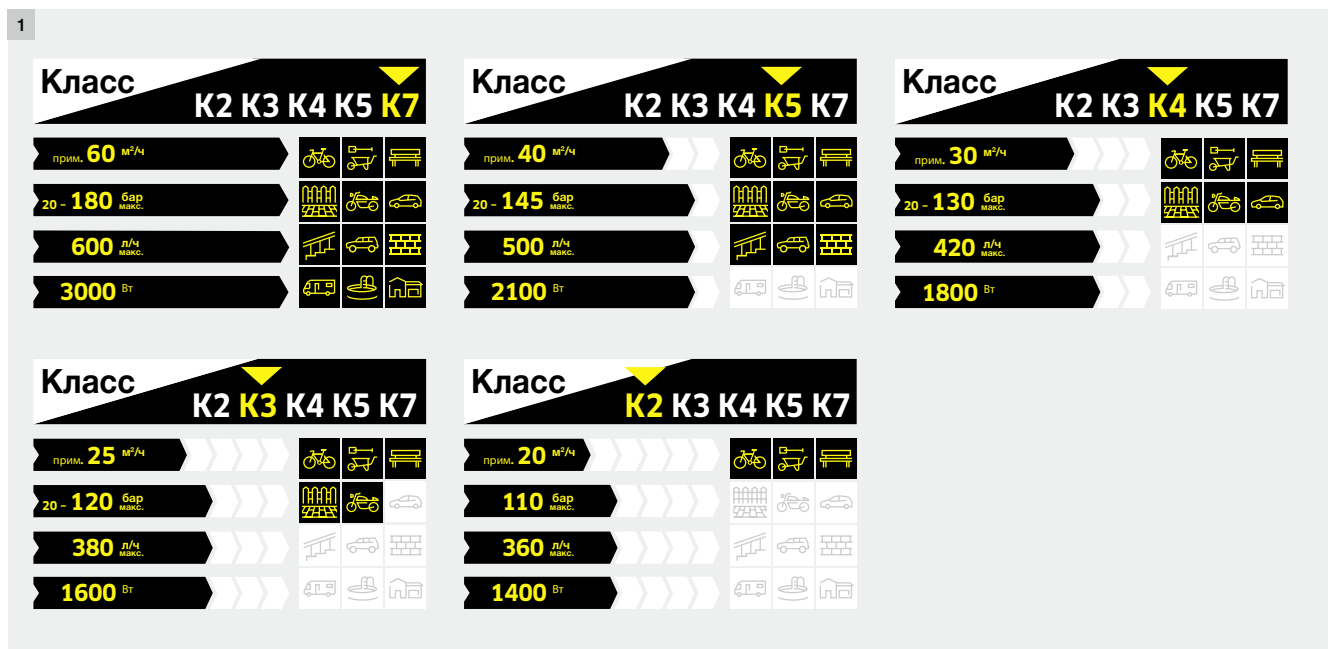 1
Класс
K2 K3 K4 K5 K7
прим. 60 м²/ч
20 – 180 бар макс.
600 л/ч макс.
3000 Вт
Класс
K2 K3 K4 K5 K7
прим. 40 м²/ч
20 – 145 бар макс.
500 л/ч макс.
2100 Вт
Класс
K2 K3 K4 K5 K7
прим. 30 м²/ч
20 – 130 бар макс.
420 л/ч макс.
1800 Вт
Класс
K2 K3 K4 K5 K7
прим. 25 м²/ч
20 – 120 бар макс.
380 л/ч макс.
1600 Вт
Класс
K2 K3 K4 K5 K7
прим. 20 м²/ч
110 бар макс.
360 л/ч макс.
1400 Вт